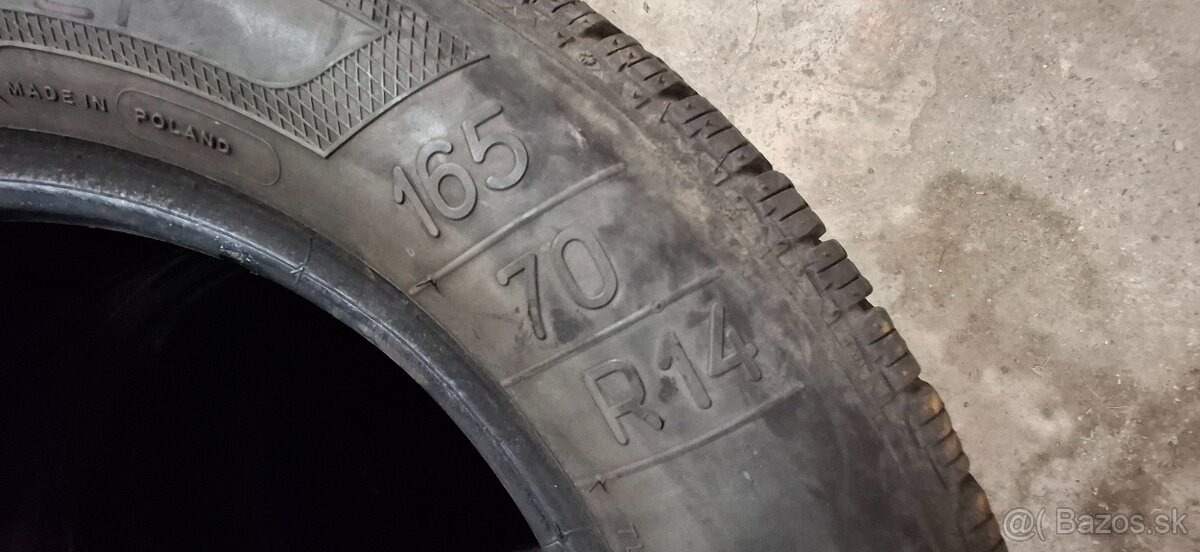 MADE IN POLAND
165
70
R14
@( Bazos.sk